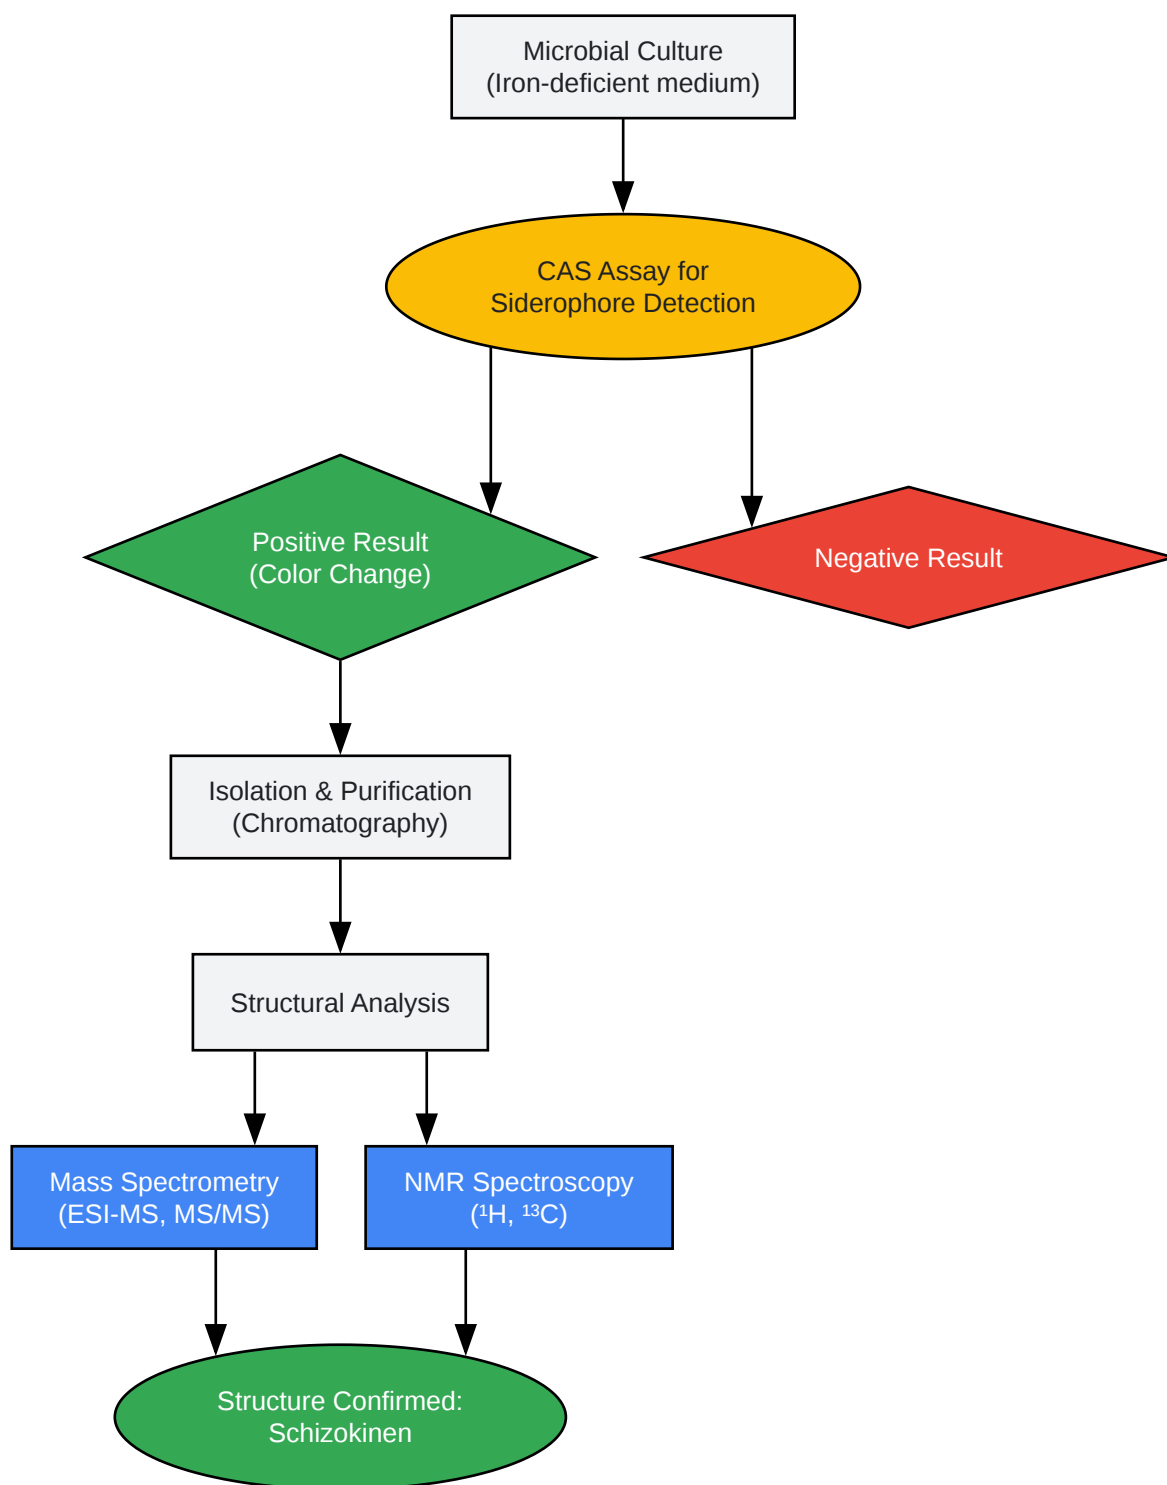 Microbial Culture
(Iron-deficient medium)
CAS Assay for
Siderophore Detection
Positive Result
(Color Change)
Negative Result
Isolation & Purification
(Chromatography)
Structural Analysis
Mass Spectrometry
(ESI-MS, MS/MS)
NMR Spectroscopy
(¹H, ¹³C)
Structure Confirmed:
Schizokinen